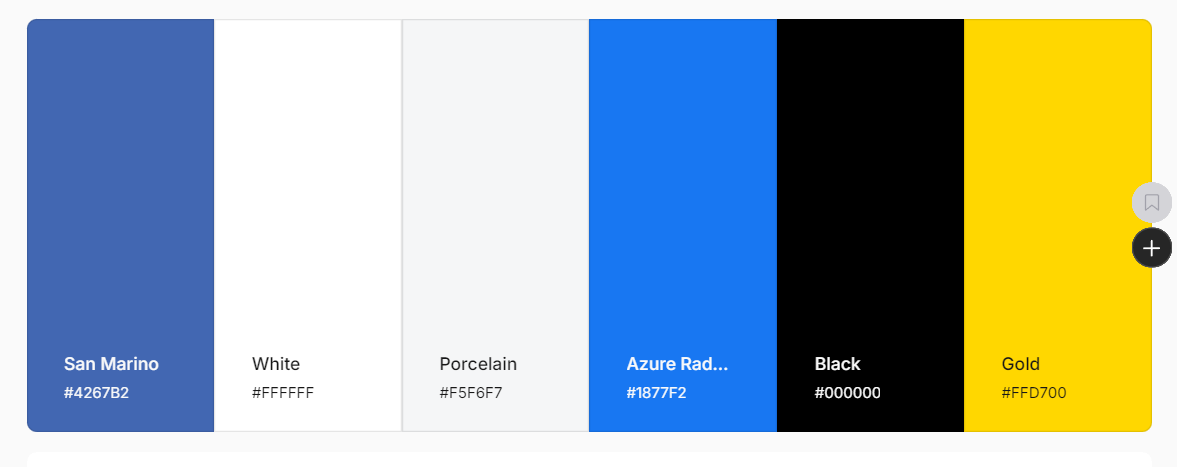 San Marino
#4267B2
White
#FFFFFF
Porcelain
#F5F6F7
Azure Rad...
#1877F2
Black
#000000
Gold
#FFD700